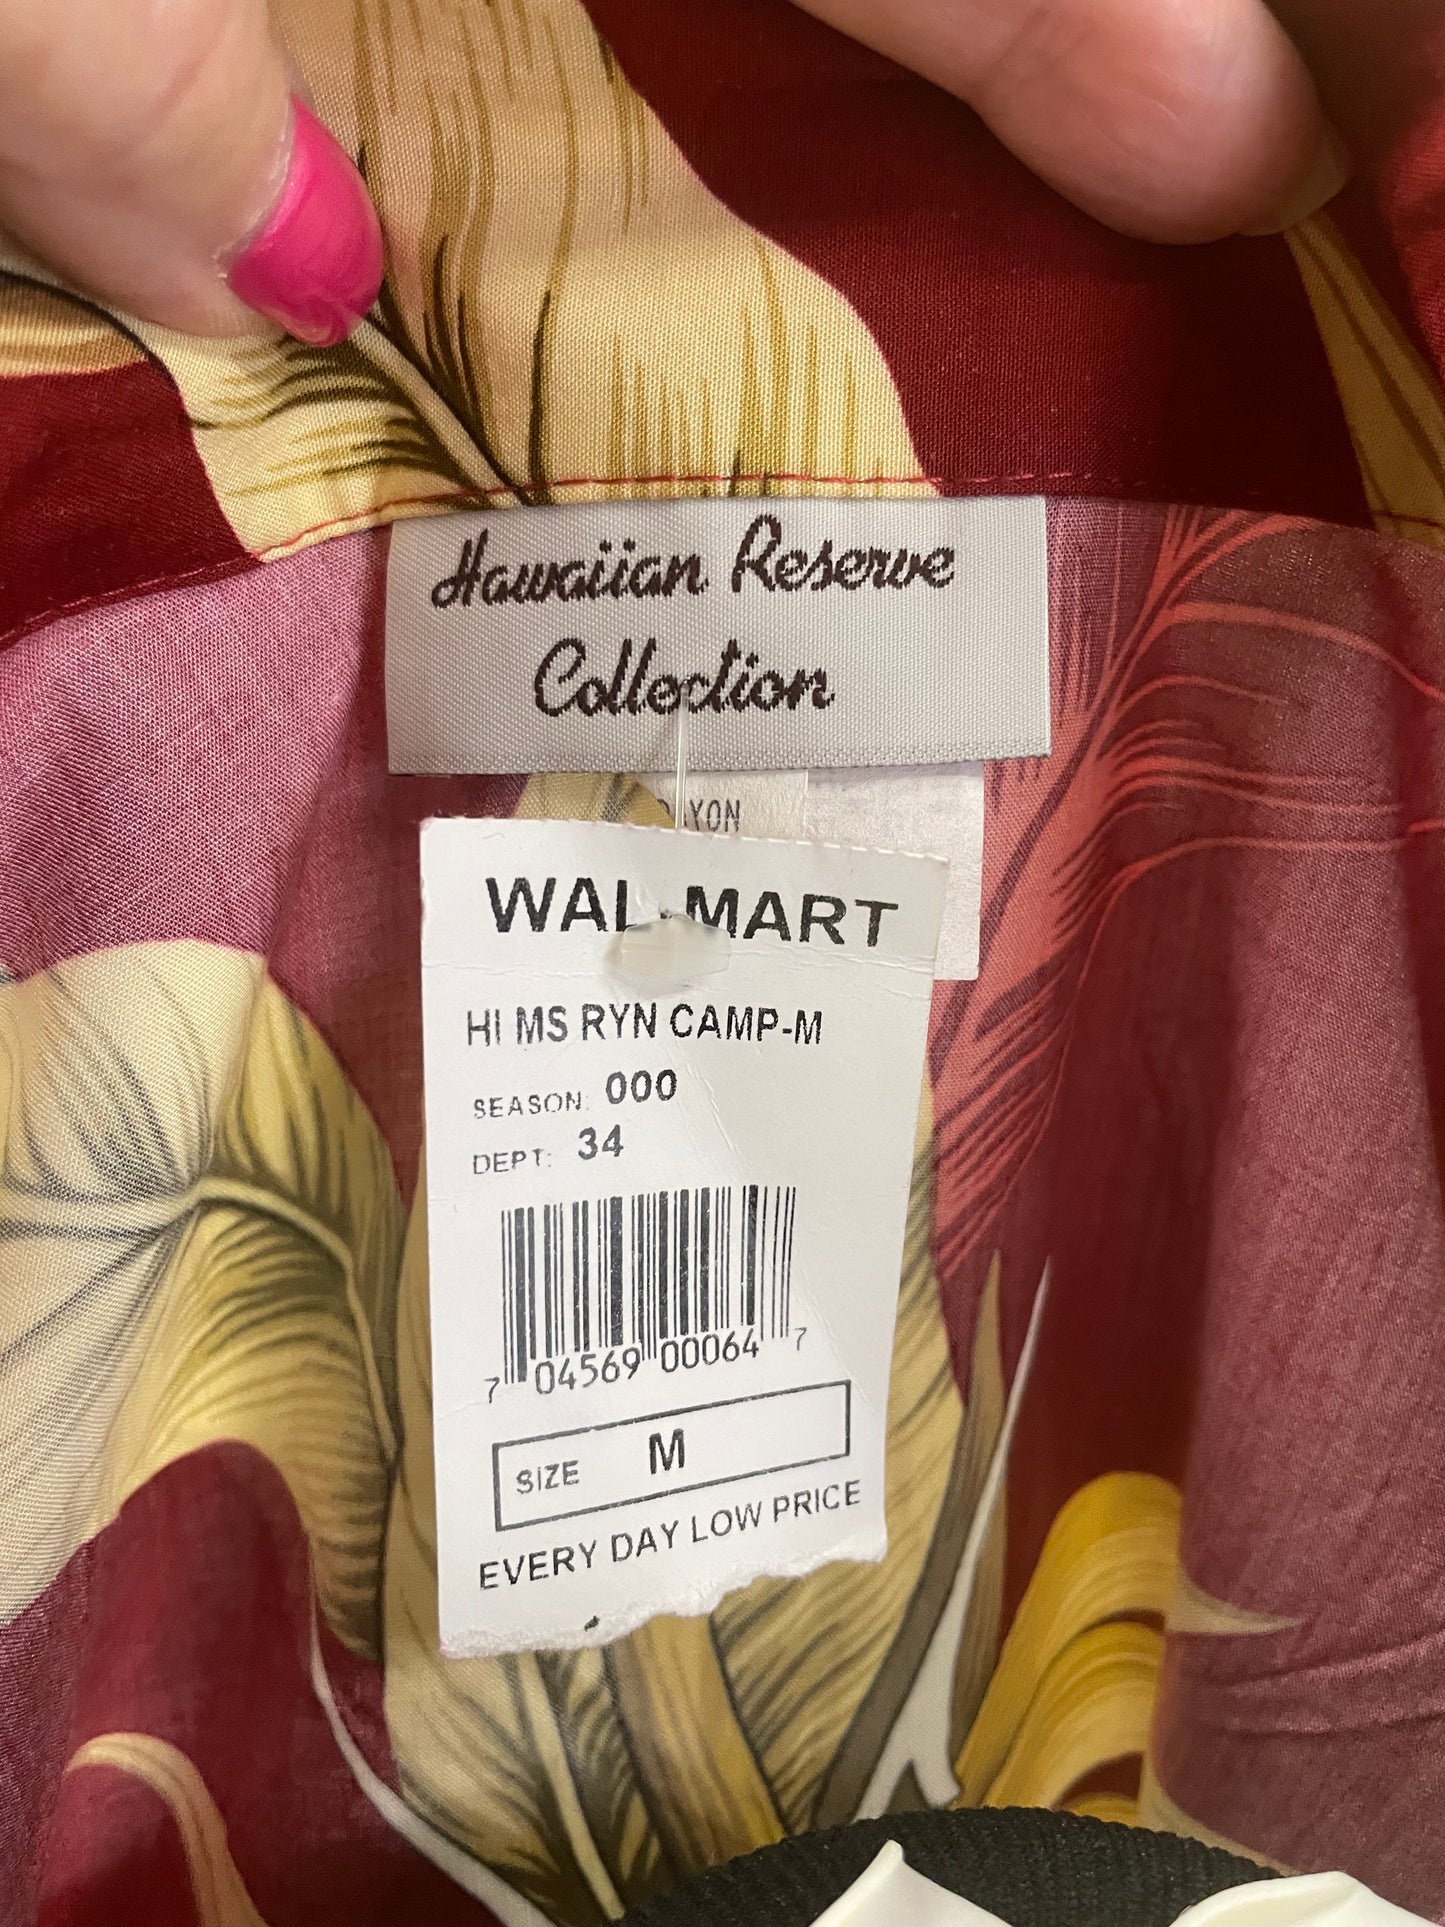 Hawaiian Reserve
Collection
WAL-MART
HI MS RYN CAMP-M
SEASON: 000
DEPT: 34
7 04569 00064 7
SIZE M
EVERY DAY LOW PRICE